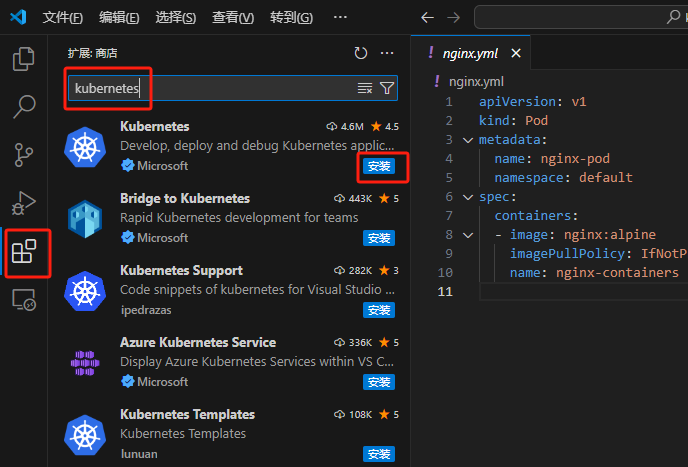 文件(F) 编辑(E) 选择(S) 查看(V) 转到(G) ···
扩展: 商店
kubernetes
Kubernetes 4.6M 4.5
Develop, deploy and debug Kubernetes applic...
Microsoft 安装
Bridge to Kubernetes 443K 5
Rapid Kubernetes development for teams
Microsoft 安装
Kubernetes Support 282K 3
Code snippets of kubernetes for Visual Studio ...
ipedrazas 安装
Azure Kubernetes Service 336K 5
Display Azure Kubernetes Services within VS C...
Microsoft 安装
Kubernetes Templates 108K 5
Kubernetes Templates
lunuan 安装
! nginx.yml ×
! nginx.yml
1 apiVersion: v1
2 kind: Pod
3 metadata:
4 name: nginx-pod
5 namespace: default
6 spec:
7 containers:
8 - image: nginx:alpine
9 imagePullPolicy: IfNotP
10 name: nginx-containers
11